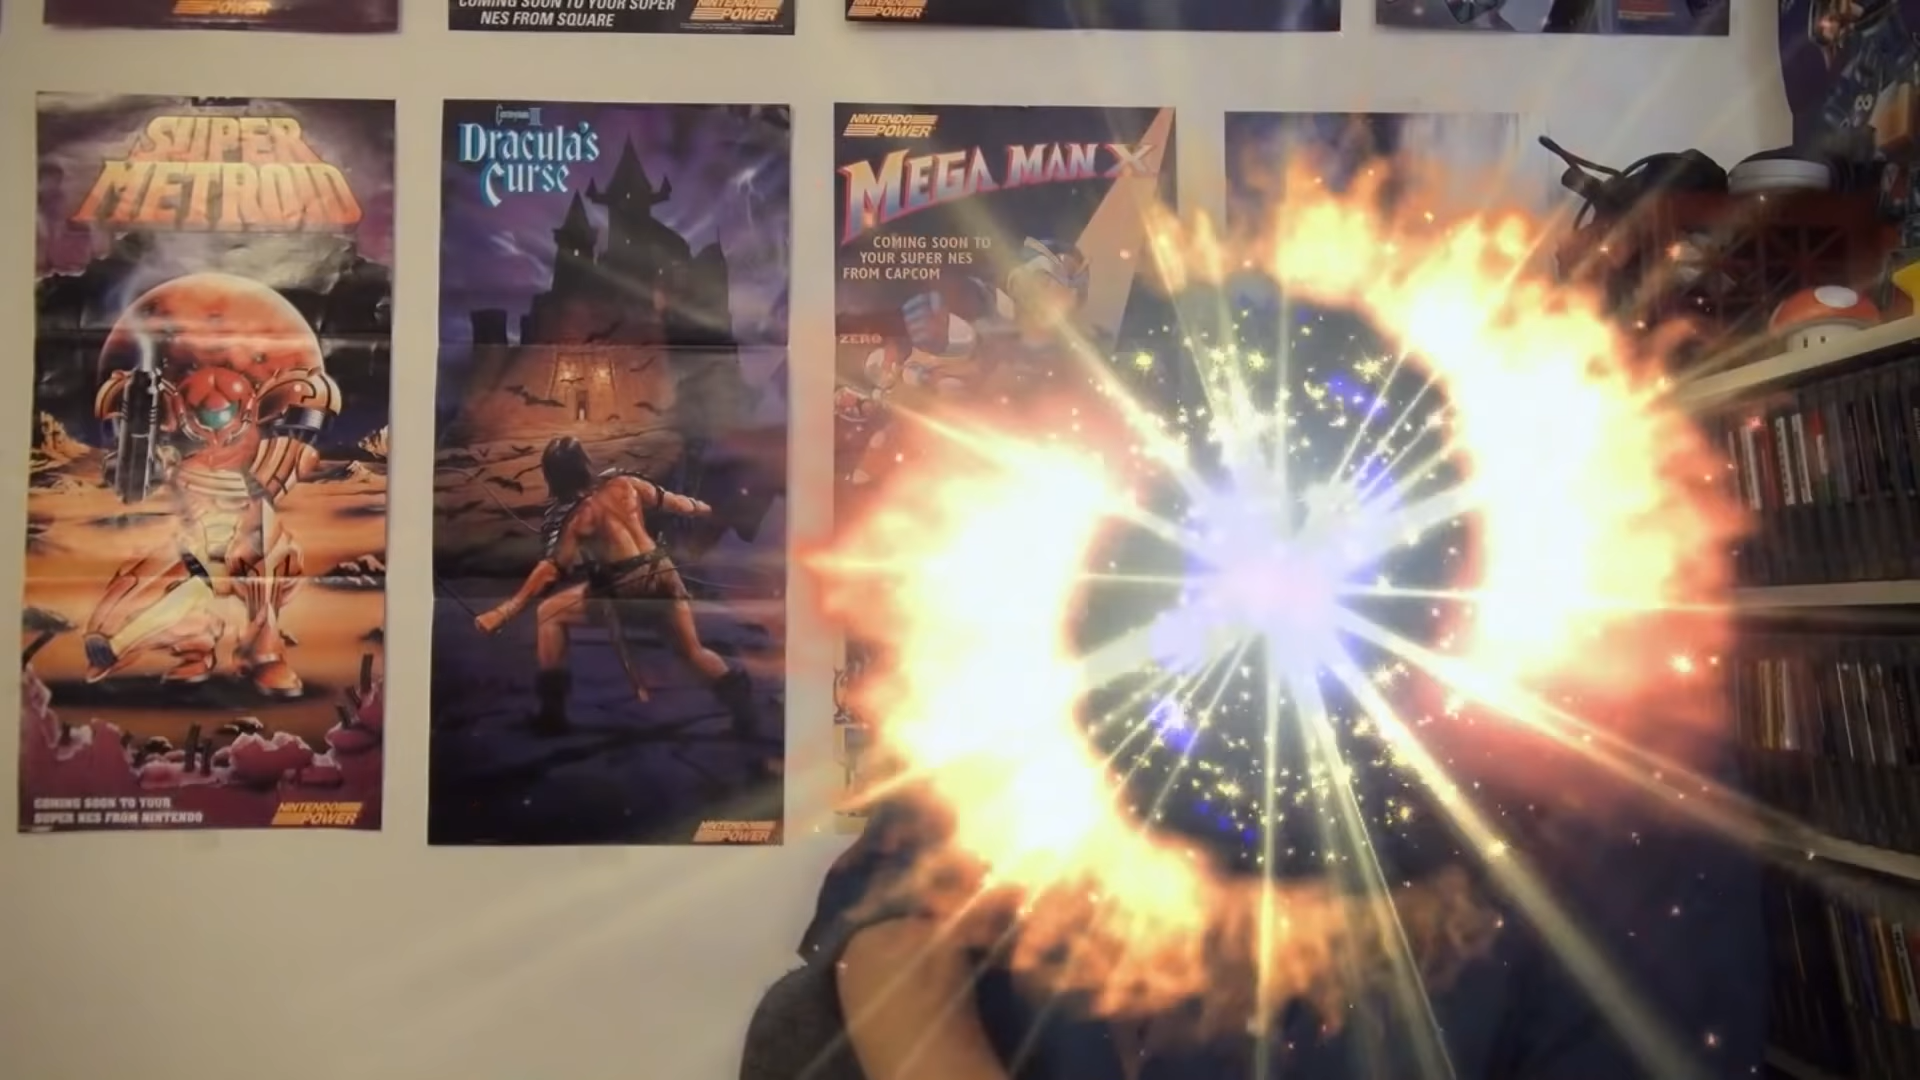 POWER
COMING SOON TO YOUR SUPER
NES FROM SQUARE
NINTENDO
POWER
POWER
SUPER
METROID
COMING SOON TO YOUR
SUPER NES FROM NINTENDO
NINTENDO
POWER
Castlevania III
Dracula's
Curse
NINTENDO
POWER
NINTENDO
POWER
MEGA MAN X
COMING SOON TO
YOUR SUPER NES
FROM CAPCOM
ZERO